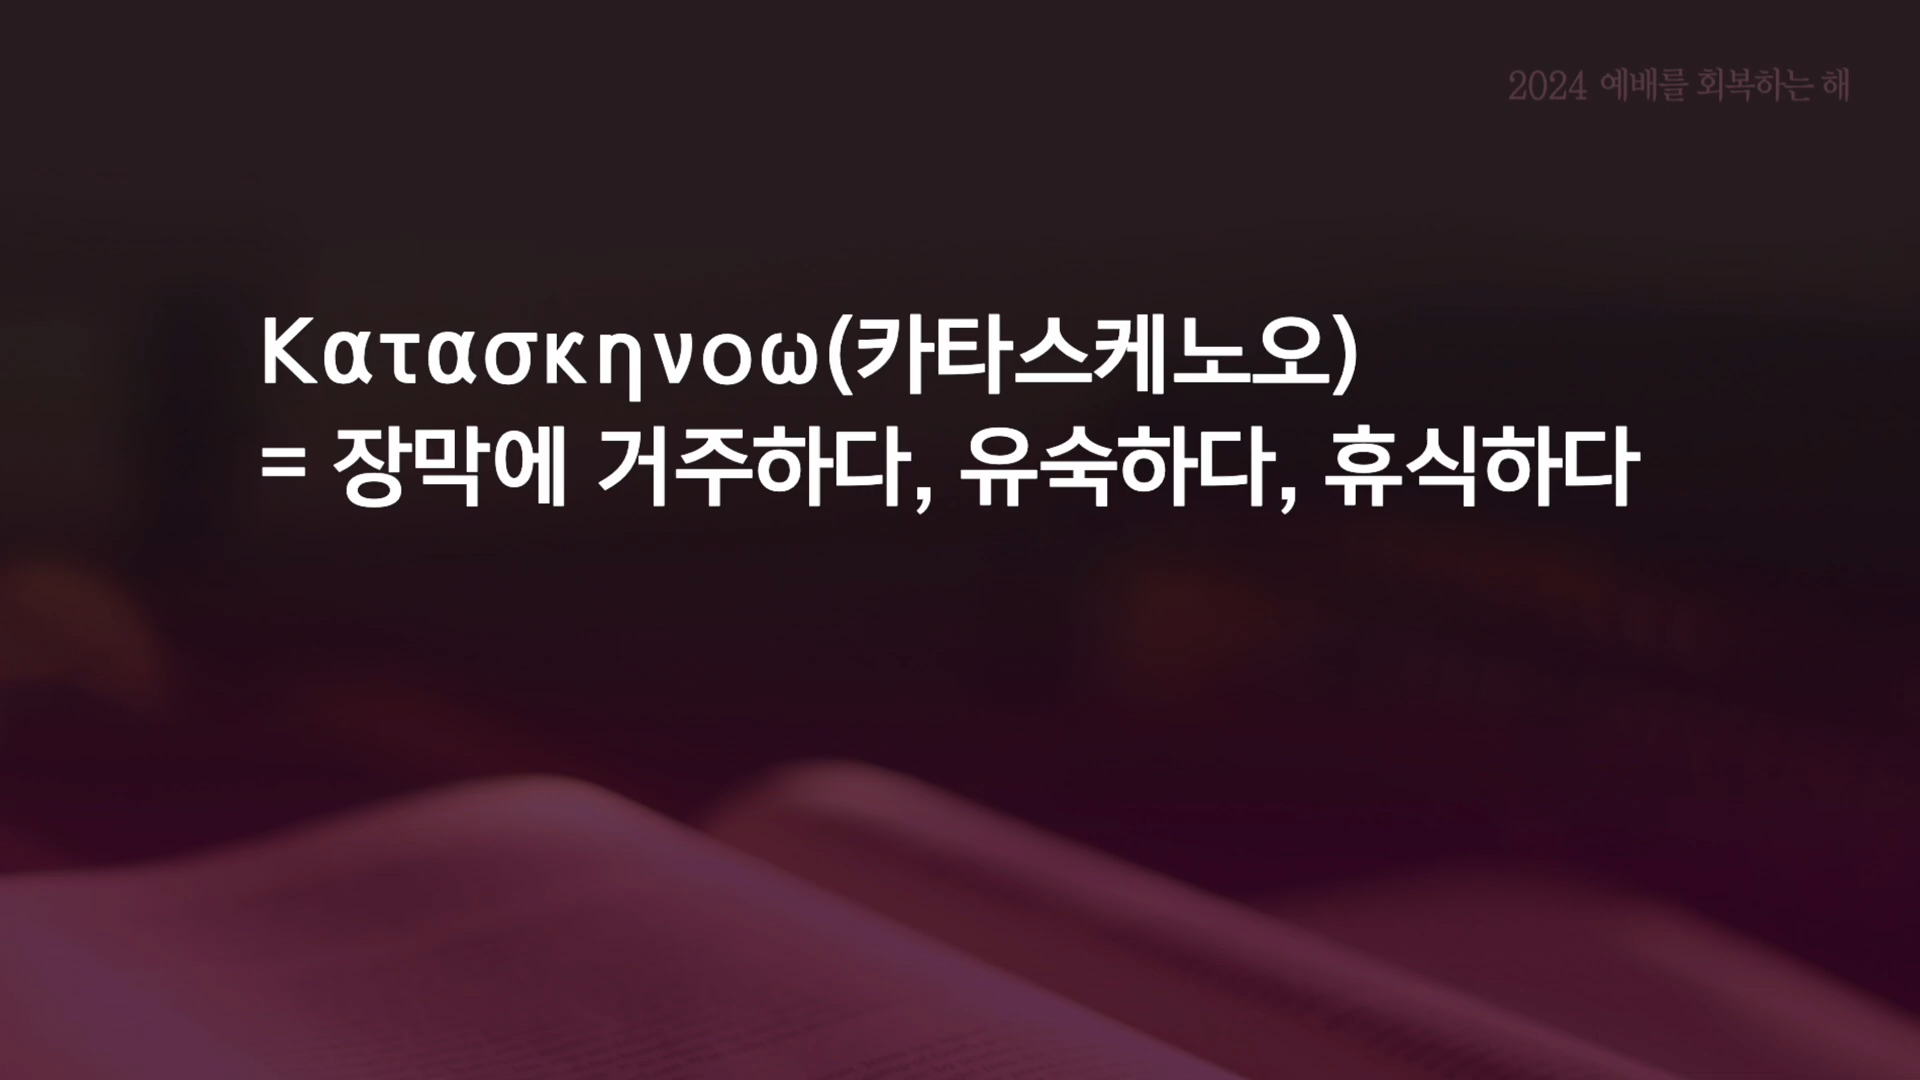 2024 예배를 회복하는 해
Κατασκηνοω(카타스케노오)
= 장막에 거주하다, 유숙하다, 휴식하다